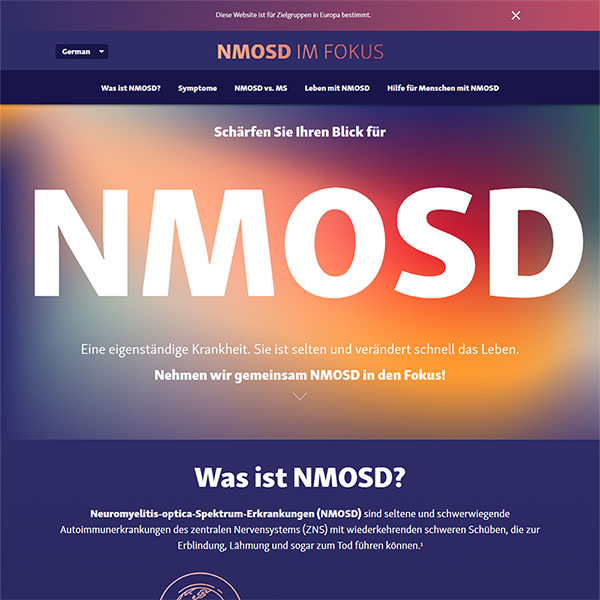 Diese Website ist für Zielgruppen in Europa bestimmt.
German
NMOSD IM FOKUS
Was ist NMOSD? Symptome NMOSD vs. MS Leben mit NMOSD Hilfe für Menschen mit NMOSD
Schärfen Sie Ihren Blick für
NMOSD
Eine eigenständige Krankheit. Sie ist selten und verändert schnell das Leben.
Nehmen wir gemeinsam NMOSD in den Fokus!
Was ist NMOSD?
Neuromyelitis-optica-Spektrum-Erkrankungen (NMOSD) sind seltene und schwerwiegende
Autoimmunerkrankungen des zentralen Nervensystems (ZNS) mit wiederkehrenden schweren Schüben, die zur
Erblindung, Lähmung und sogar zum Tod führen können.¹